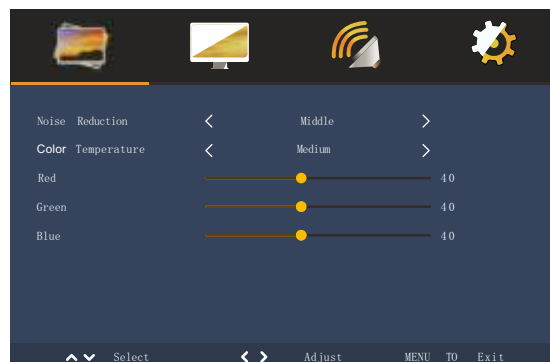 Noise Reduction Middle
Color Temperature Medium
Red 40
Green 40
Blue 40
Select Adjust MENU TO Exit